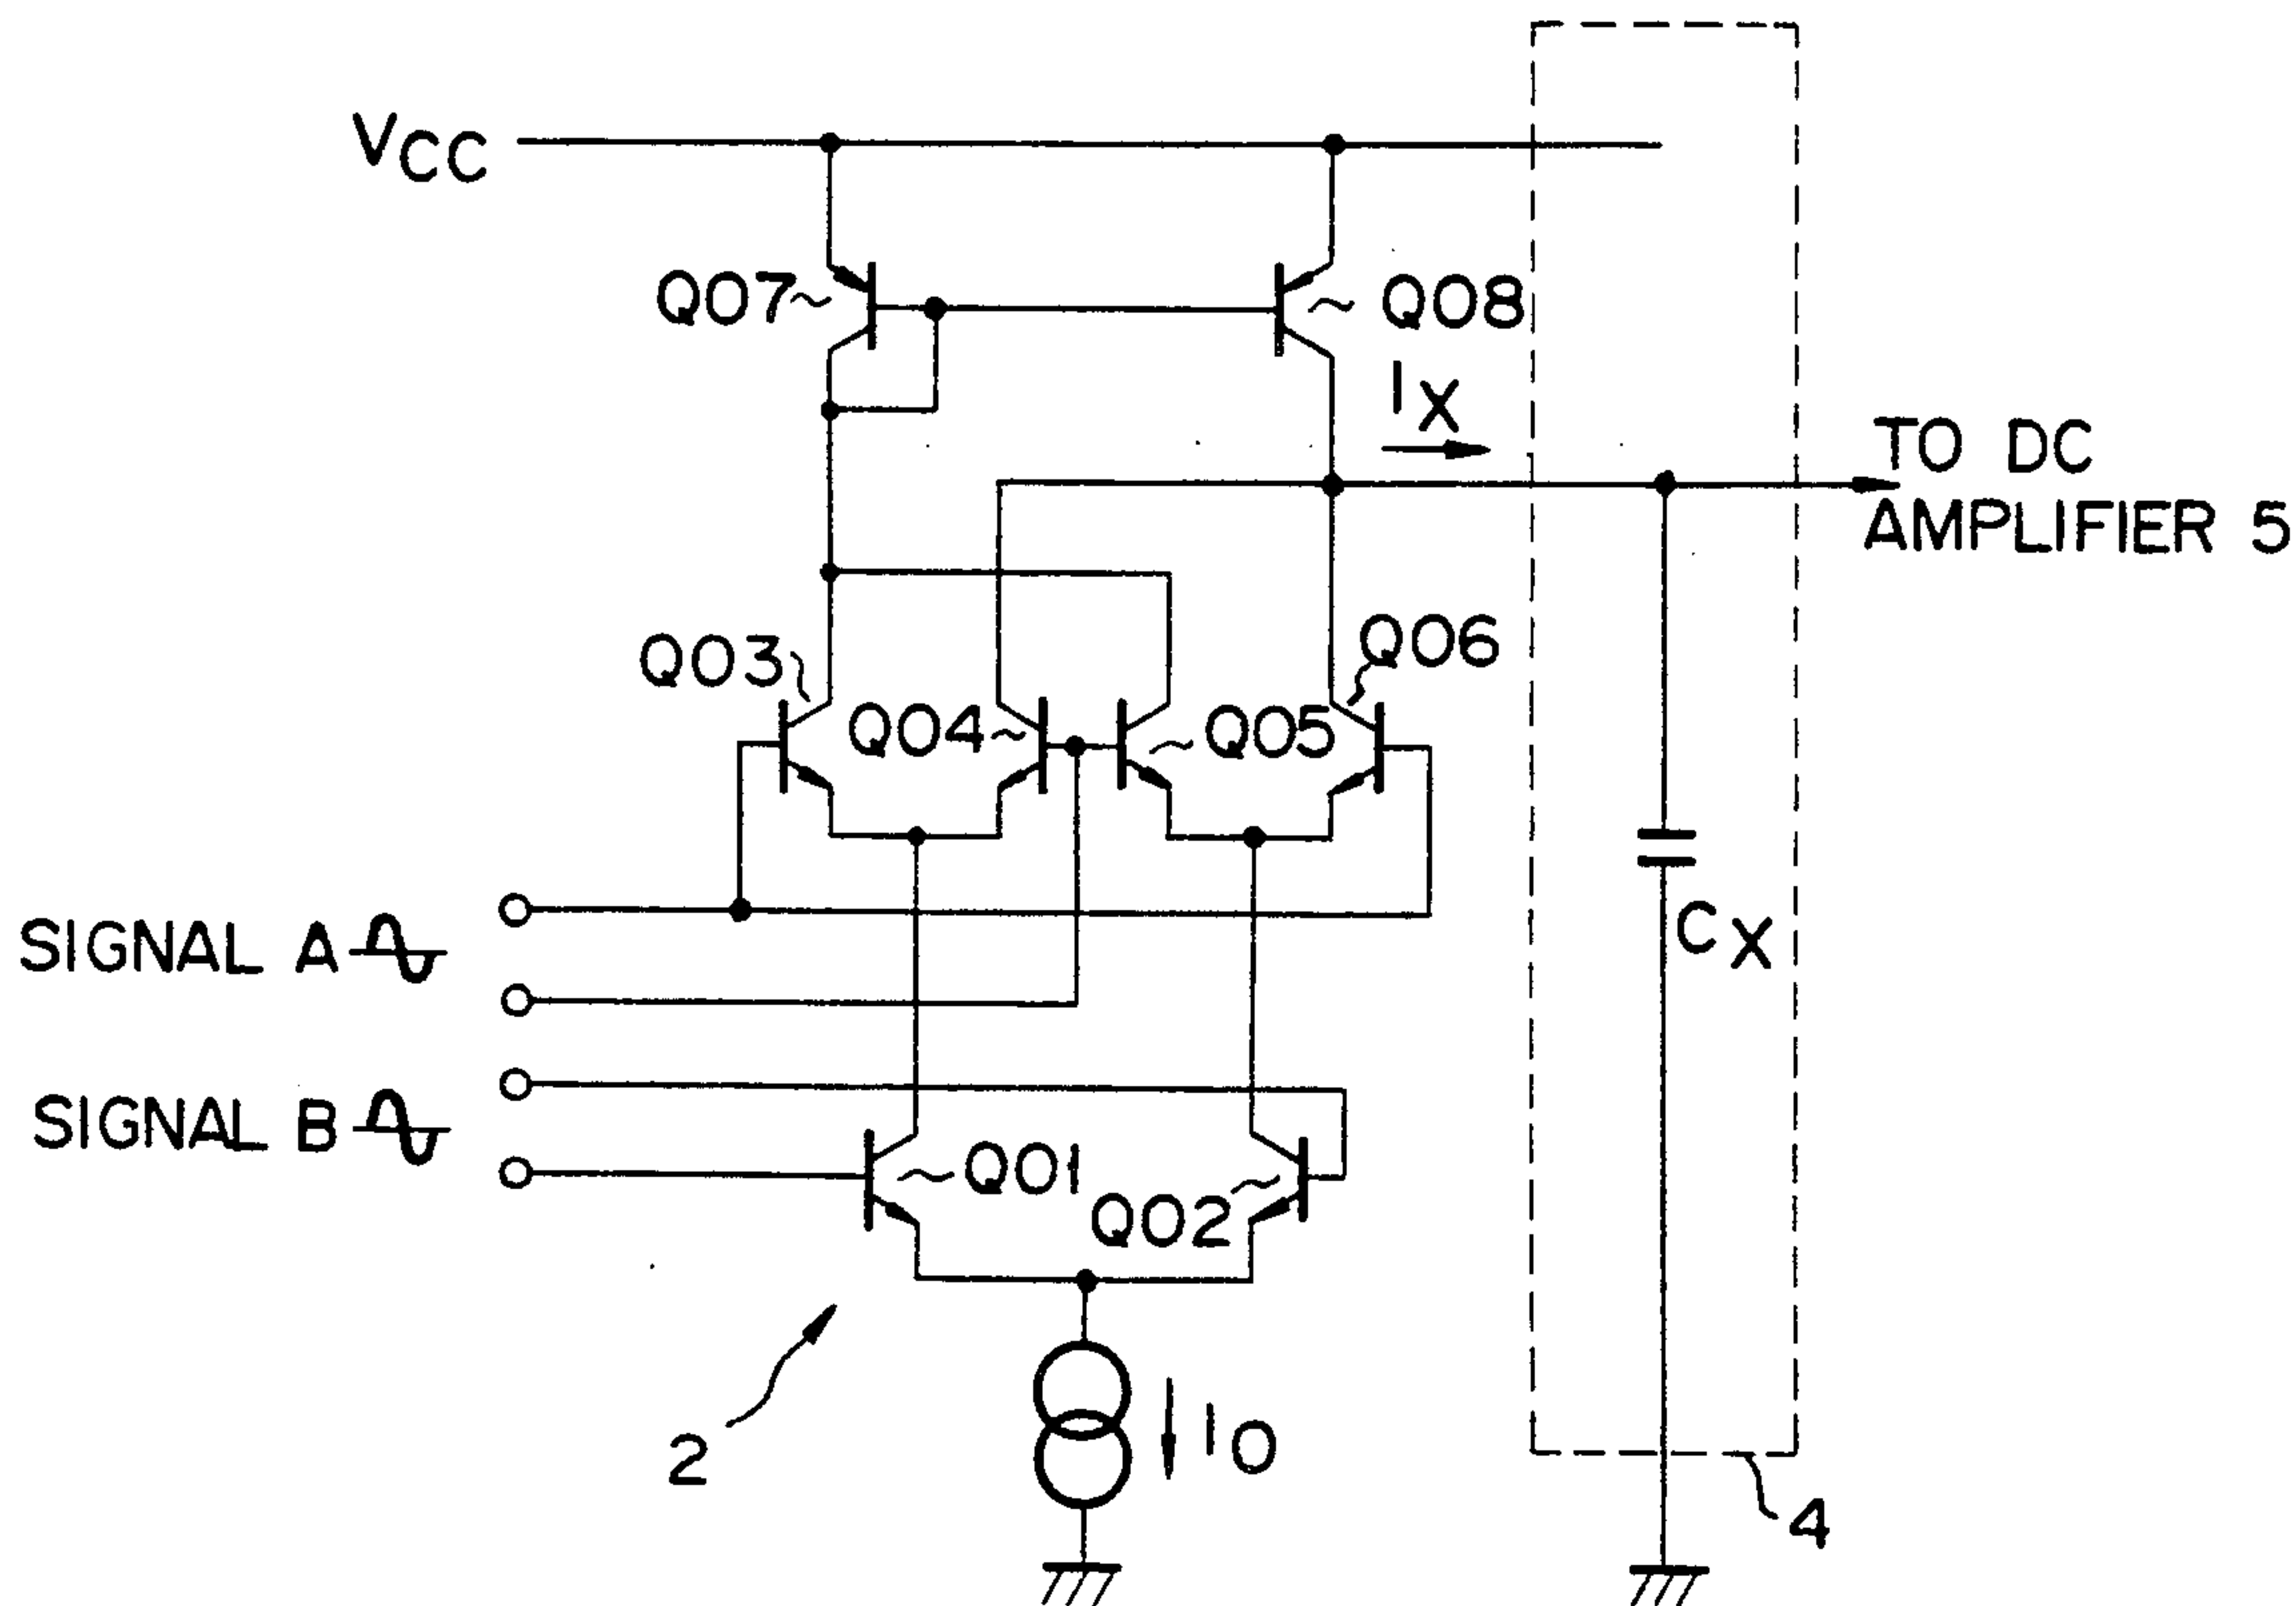 VCC
Q07
Q08
IX
TO DC
AMPLIFIER 5
Q03
Q06
Q04
Q05
SIGNAL A
CX
SIGNAL B
Q01
Q02
2
IO
4